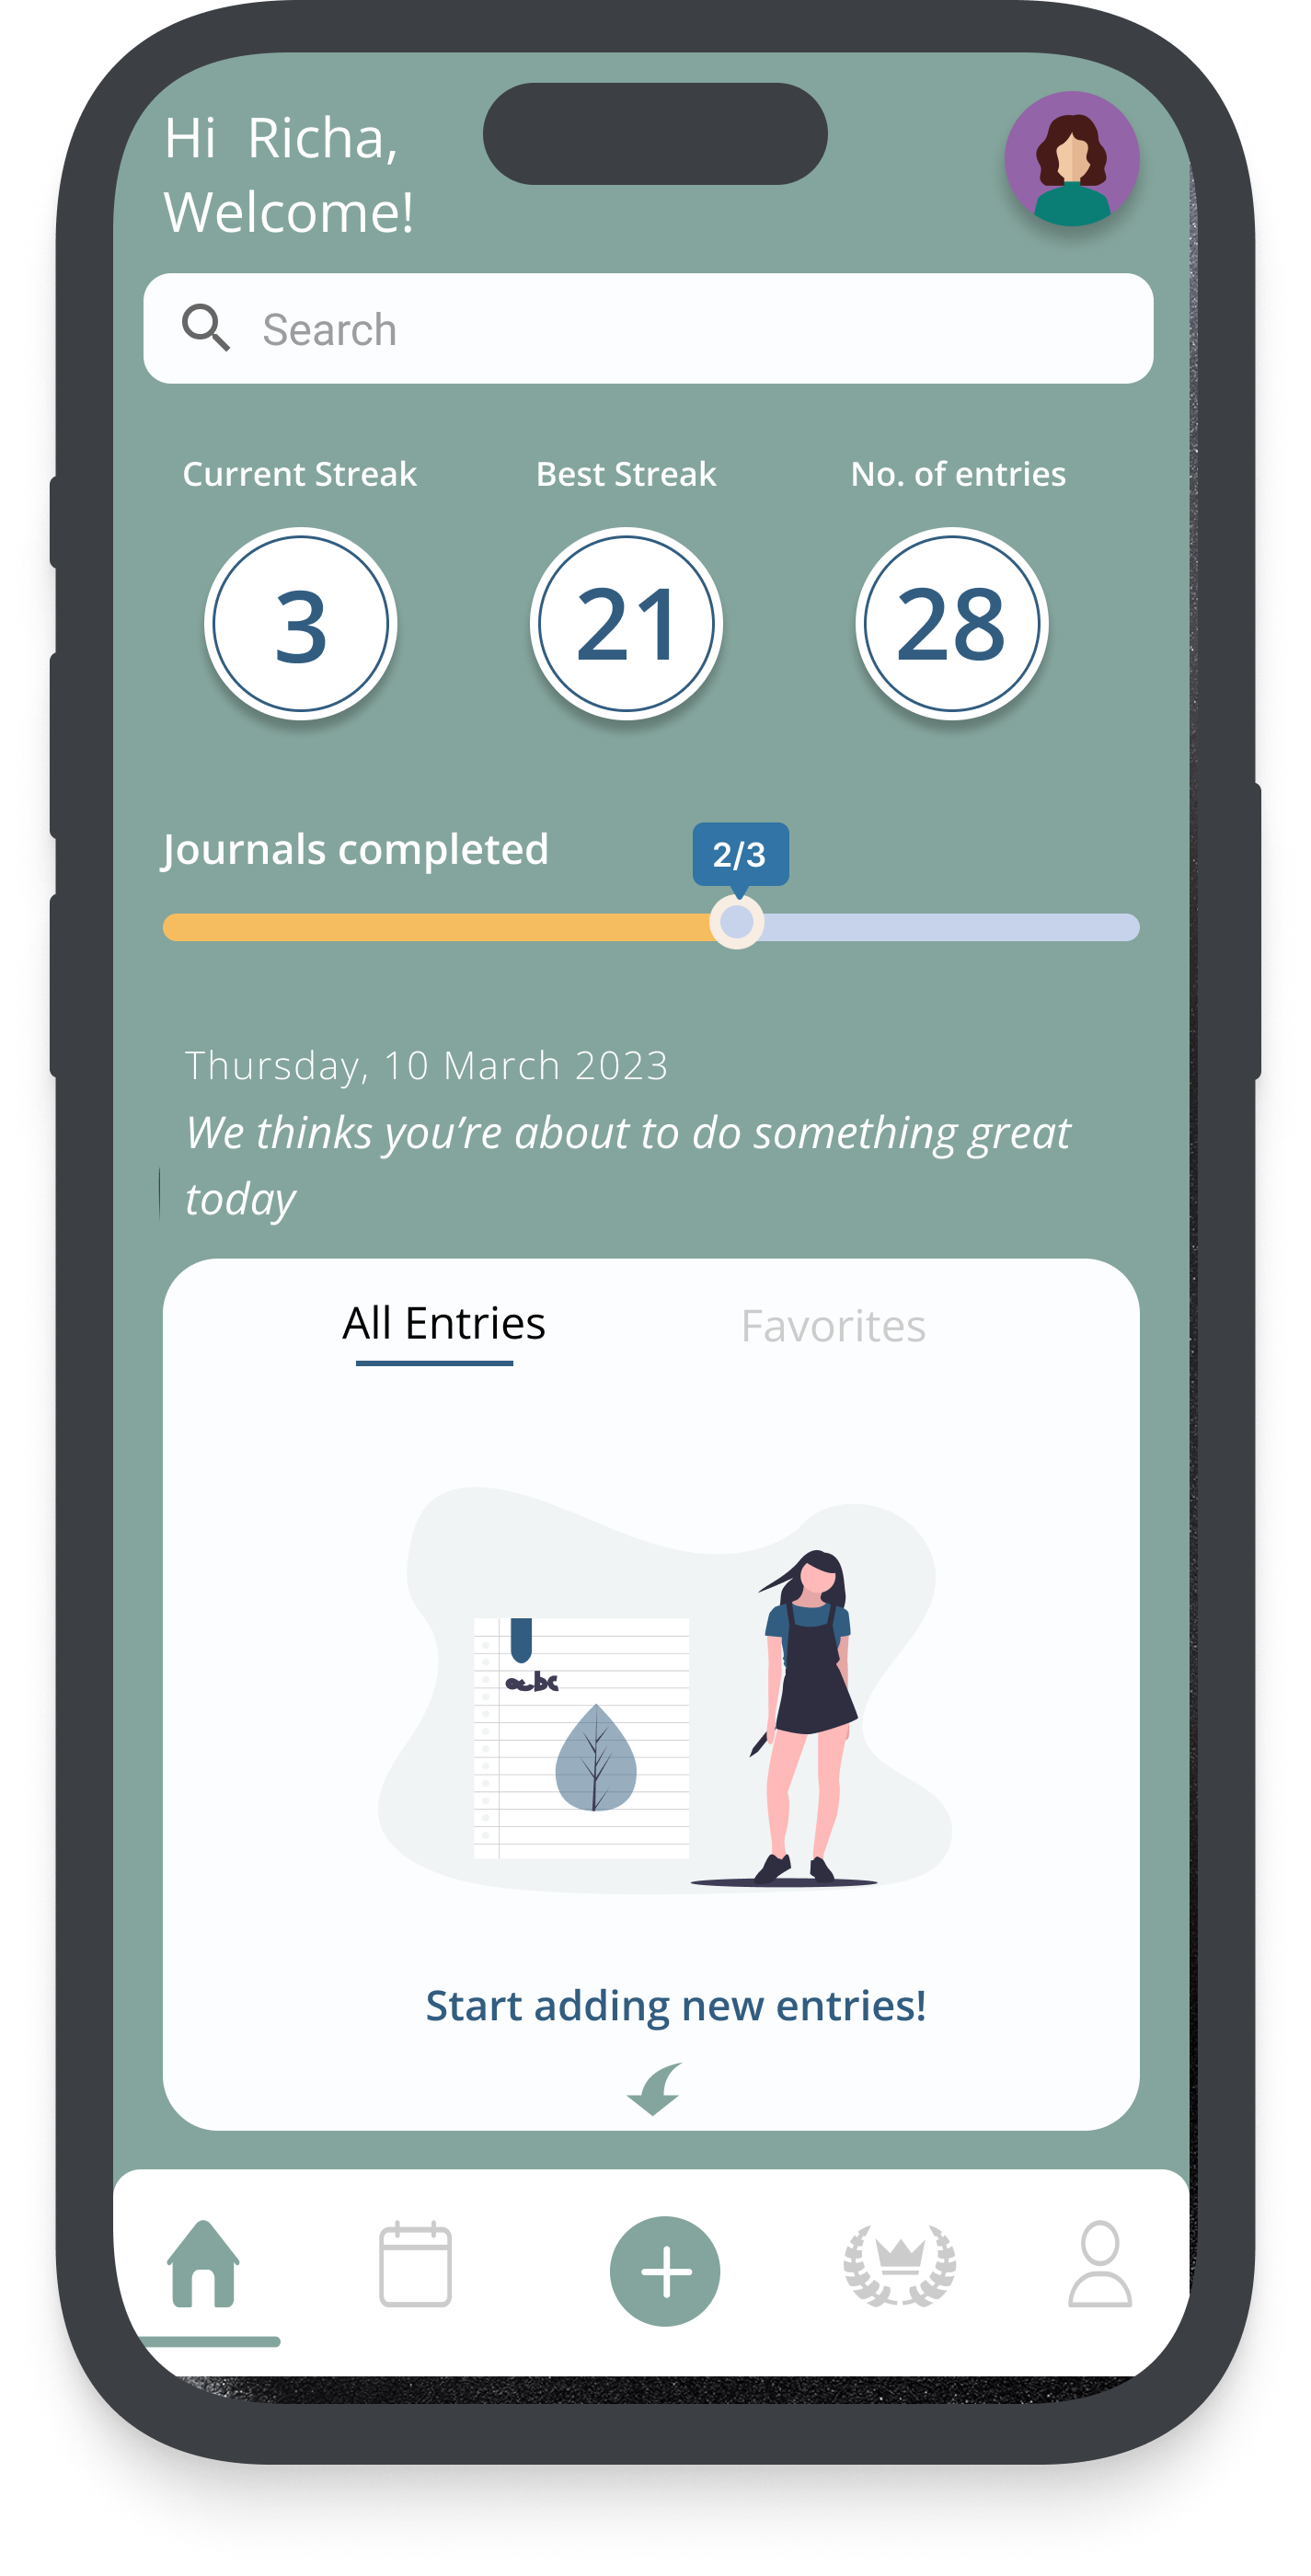 Hi Richa,
Welcome!
Search
Current Streak
Best Streak
No. of entries
3
21
28
Journals completed
2/3
Thursday, 10 March 2023
We thinks you’re about to do something great
today
All Entries
Favorites
abc
Start adding new entries!